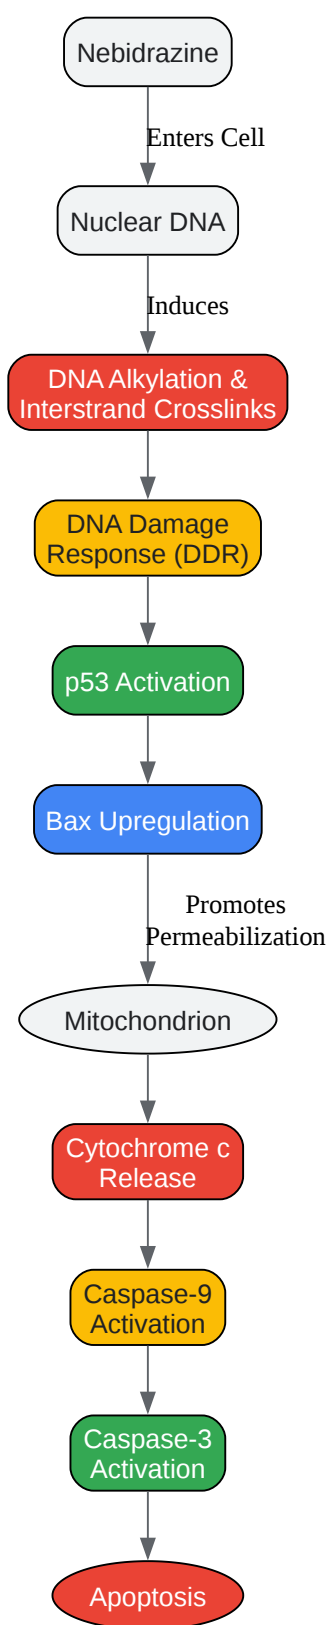 Nebidrazine
Enters Cell
Nuclear DNA
Induces
DNA Alkylation &
Interstrand Crosslinks
DNA Damage
Response (DDR)
p53 Activation
Bax Upregulation
Promotes
Permeabilization
Mitochondrion
Cytochrome c
Release
Caspase-9
Activation
Caspase-3
Activation
Apoptosis